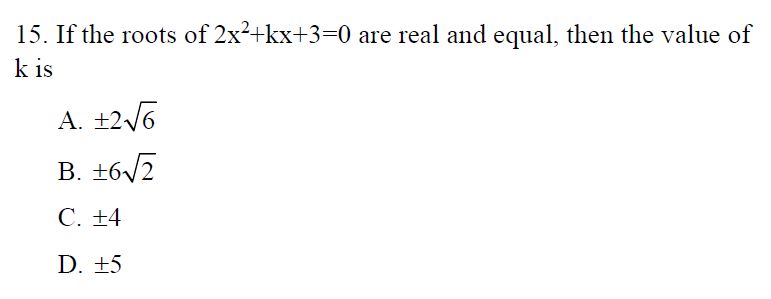 15. If the roots of 2x²+kx+3=0 are real and equal, then the value of
k is
A. ±2√6
B. ±6√2
C. ±4
D. ±5